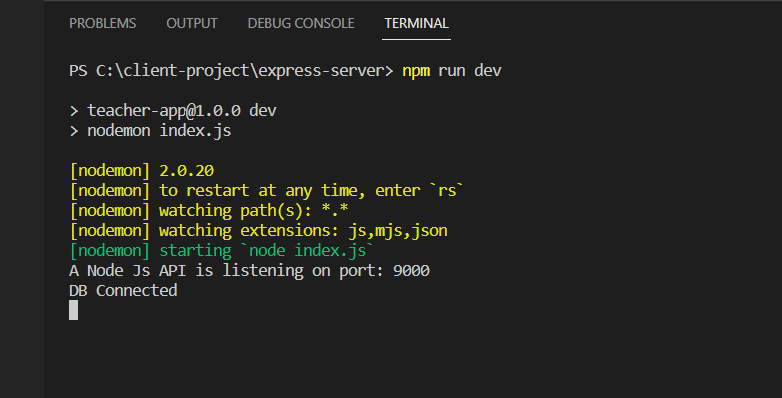 PROBLEMS OUTPUT DEBUG CONSOLE TERMINAL
PS C:\client-project\express-server> npm run dev
> teacher-app@1.0.0 dev
> nodemon index.js
[nodemon] 2.0.20
[nodemon] to restart at any time, enter `rs`
[nodemon] watching path(s): *.*
[nodemon] watching extensions: js,mjs,json
[nodemon] starting `node index.js`
A Node Js API is listening on port: 9000
DB Connected